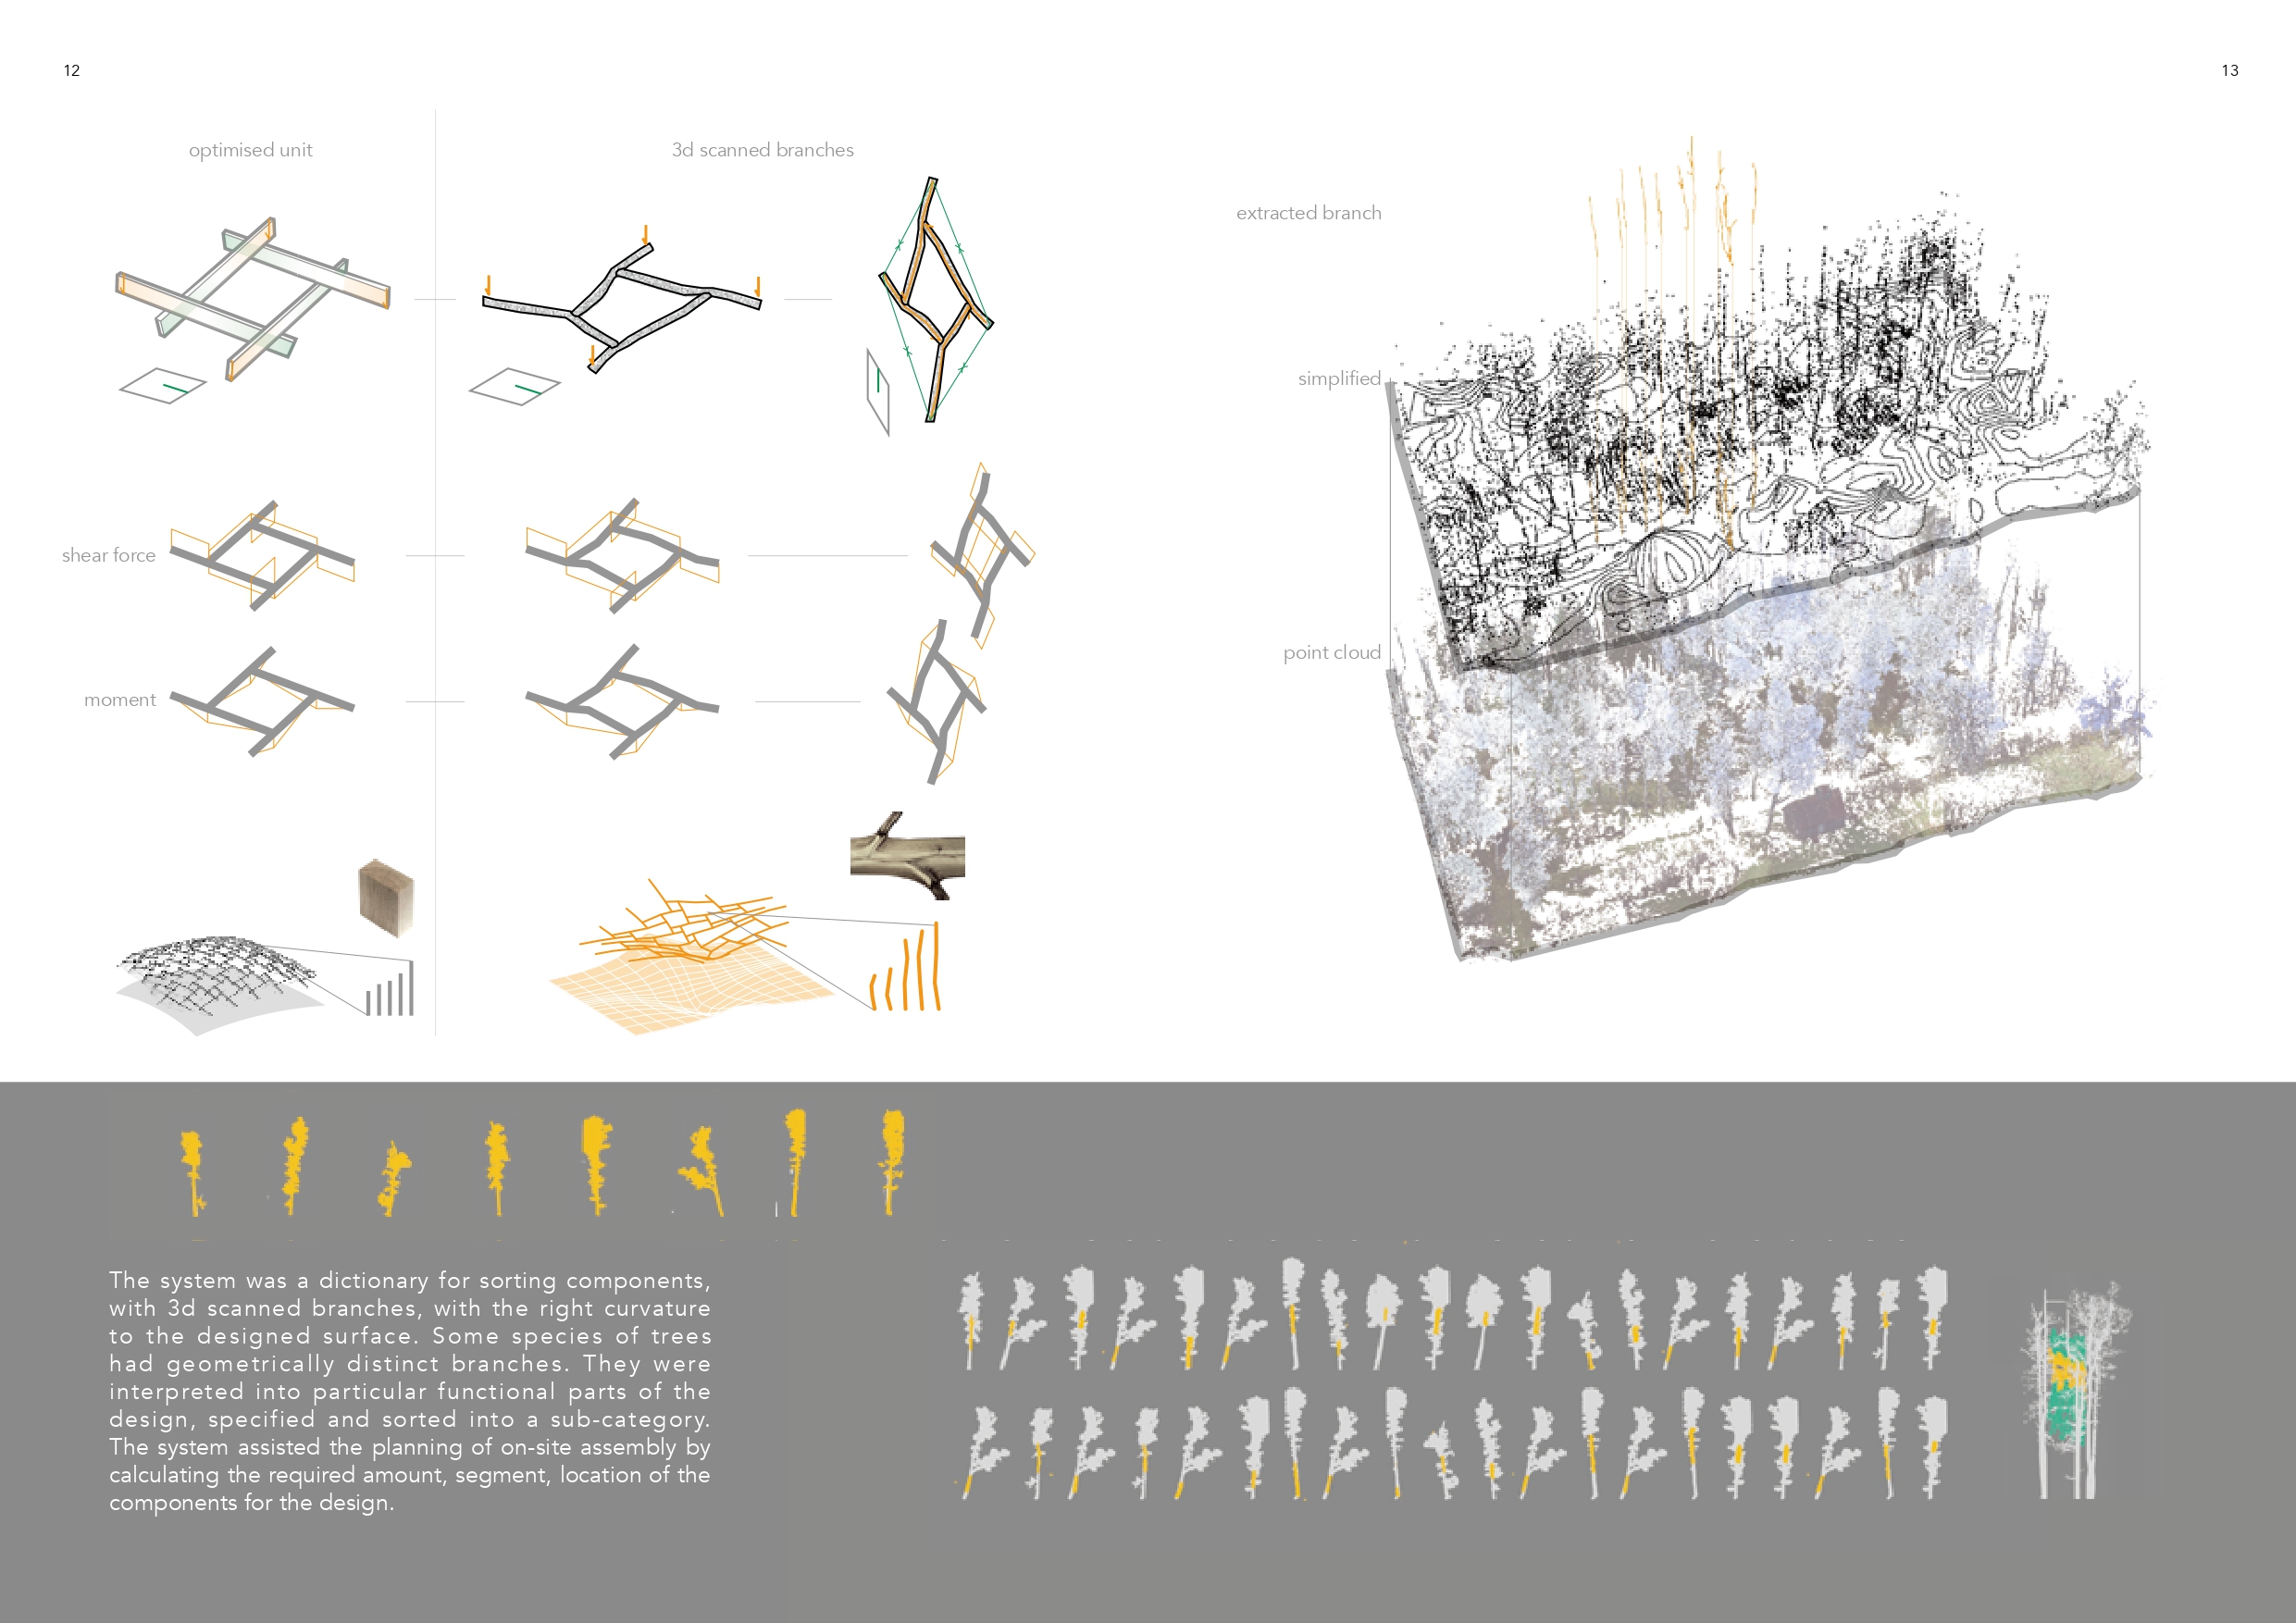 12
13
optimised unit
3d scanned branches
shear force
moment
extracted branch
simplified
point cloud
The system was a dictionary for sorting components,
with 3d scanned branches, with the right curvature
to the designed surface. Some species of trees
had geometrically distinct branches. They were
interpreted into particular functional parts of the
design, specified and sorted into a sub-category.
The system assisted the planning of on-site assembly by
calculating the required amount, segment, location of the
components for the design.